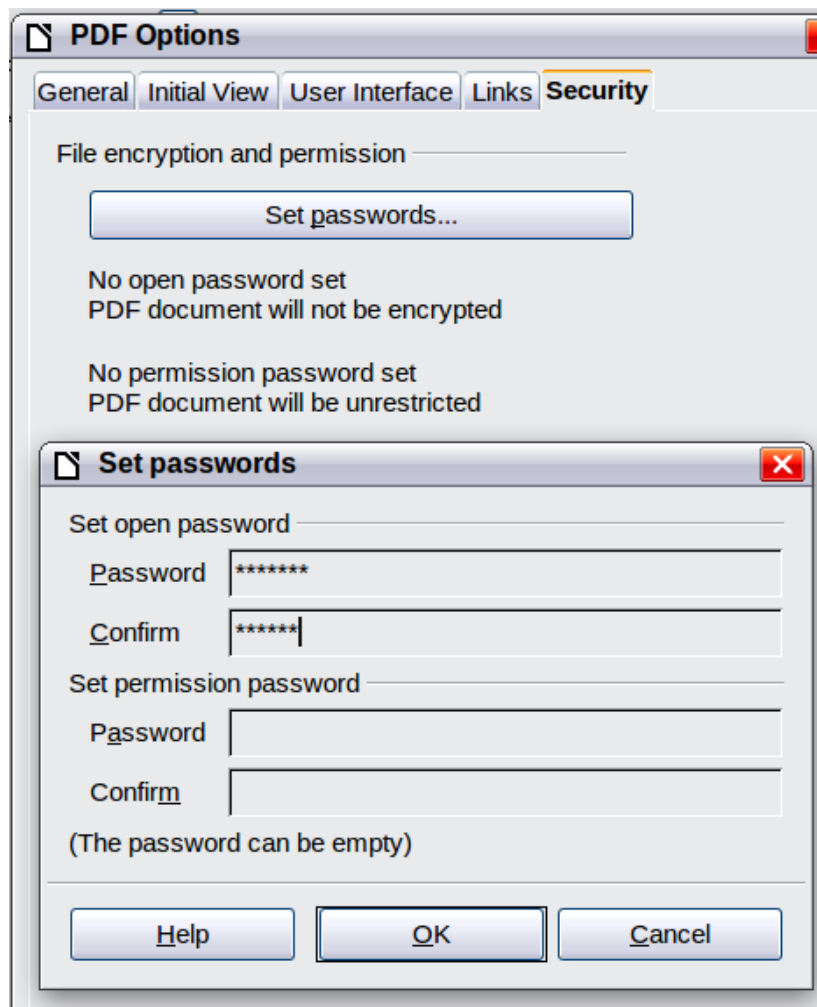 PDF Options
General Initial View User Interface Links Security
File encryption and permission
Set passwords...
No open password set
PDF document will not be encrypted
No permission password set
PDF document will be unrestricted
Set passwords
Set open password
Password *******
Confirm ******
Set permission password
Password
Confirm
(The password can be empty)
Help OK Cancel